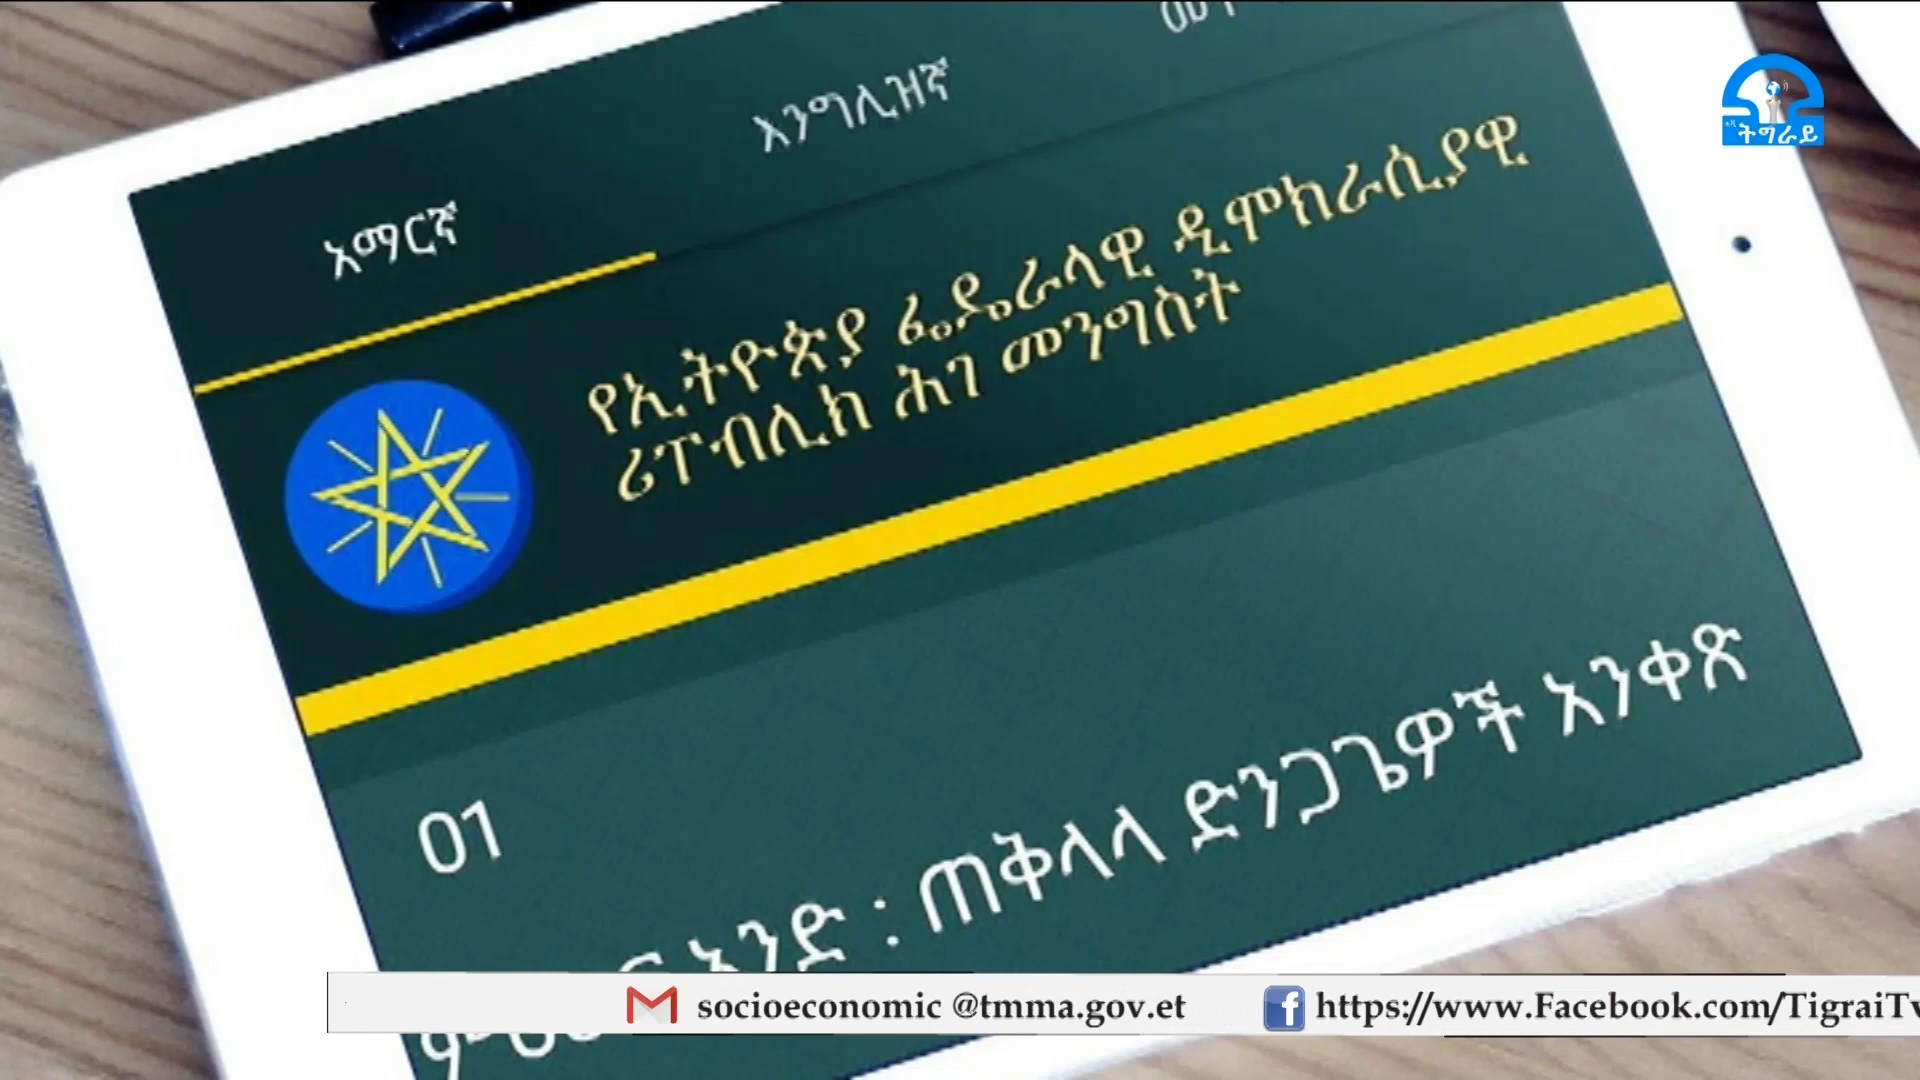 ትግራይ
አማርኛ
እንግሊዝኛ
የኢትዮጵያ ፌዴራላዊ ዲሞክራሲያዊ
ሪፐብሊክ ሕገ መንግስት
01
አንድ : ጠቅላላ ድንጋጌዎች አንቀጽ
socioeconomic @tmma.gov.et
https://www.Facebook.com/TigraiTv